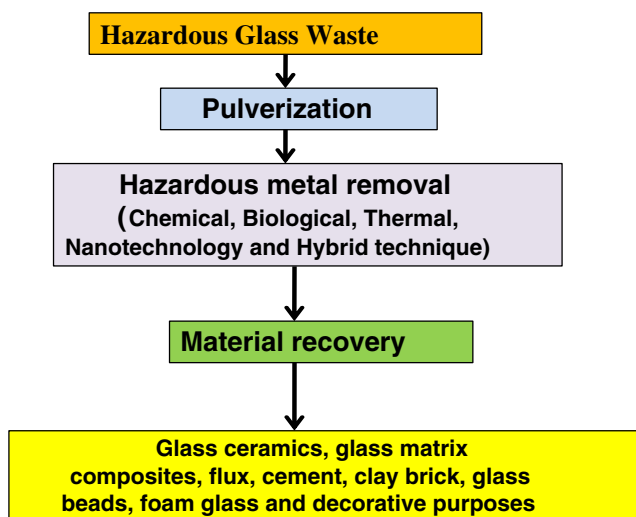 Hazardous Glass Waste
Pulverization
Hazardous metal removal
(Chemical, Biological, Thermal,
Nanotechnology and Hybrid technique)
Material recovery
Glass ceramics, glass matrix
composites, flux, cement, clay brick, glass
beads, foam glass and decorative purposes